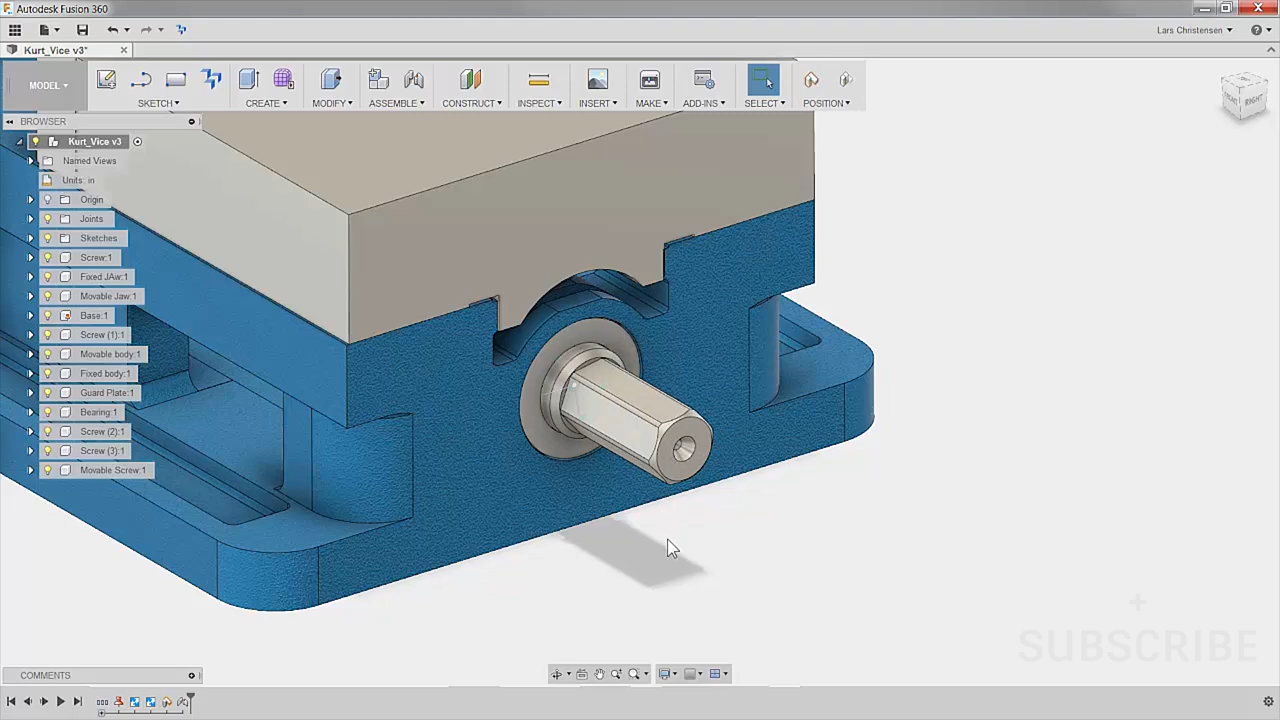 Autodesk Fusion 360
Lars Christensen
Kurt_Vice v3*
MODEL
SKETCH CREATE MODIFY ASSEMBLE CONSTRUCT INSPECT INSERT MAKE ADD-INS SELECT POSITION
FRONT RIGHT
BROWSER
Kurt_Vice v3
Named Views
Units: in
Origin
Joints
Sketches
Screw:1
Fixed JAw:1
Movable Jaw:1
Base:1
Screw (1):1
Movable body:1
Fixed body:1
Guard Plate:1
Bearing:1
Screw (2):1
Screw (3):1
Movable Screw:1
SUBSCRIBE
COMMENTS